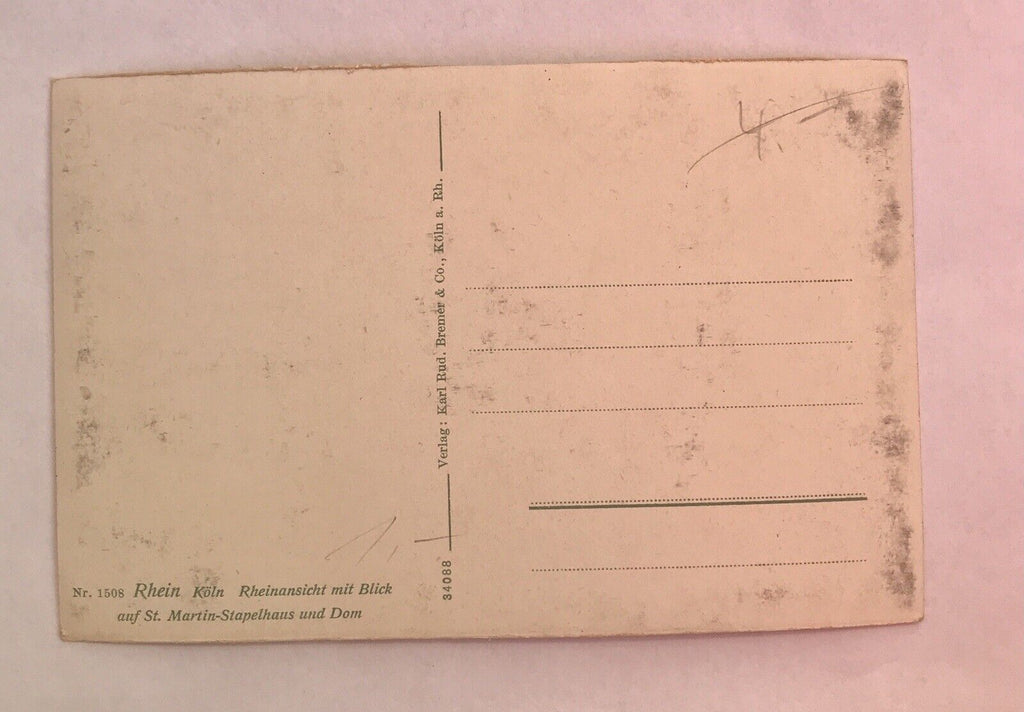 4.
Verlag: Karl Rud. Bremer & Co., Köln a. Rh.
34088
1.
Nr. 1508 Rhein Köln Rheinansicht mit Blick
auf St. Martin-Stapelhaus und Dom